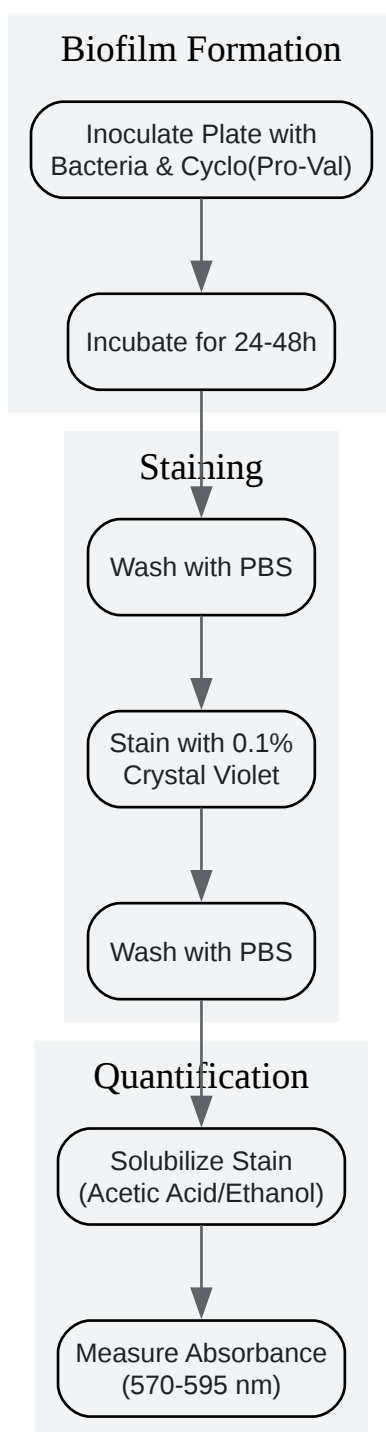 Biofilm Formation
Inoculate Plate with
Bacteria & Cyclo(Pro-Val)
Incubate for 24-48h
Staining
Wash with PBS
Stain with 0.1%
Crystal Violet
Wash with PBS
Quantification
Solubilize Stain
(Acetic Acid/Ethanol)
Measure Absorbance
(570-595 nm)